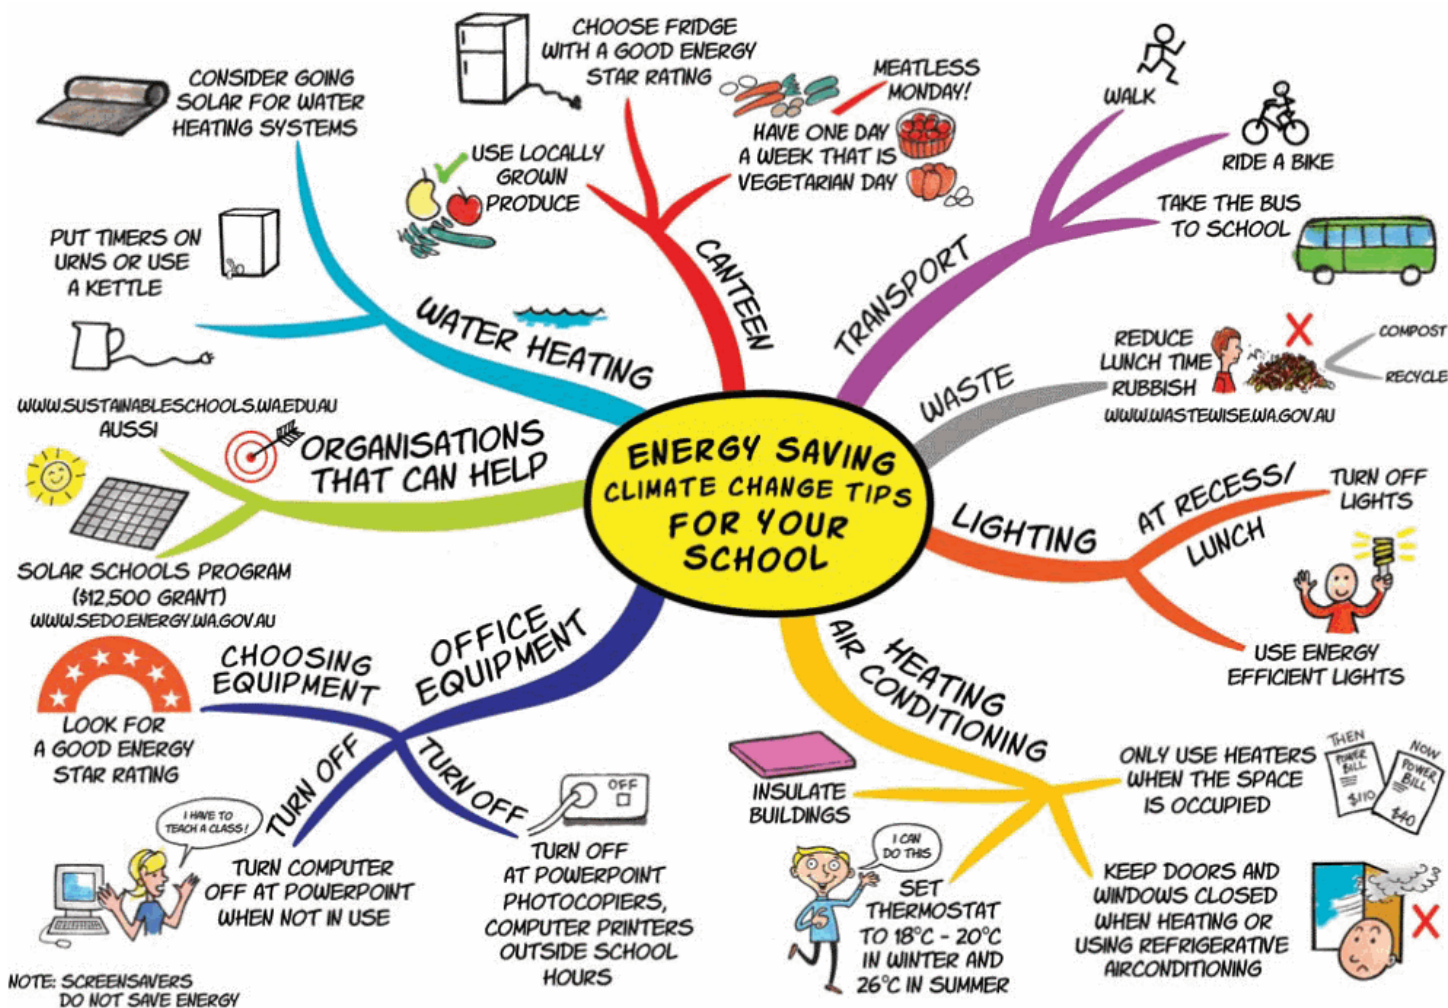 ENERGY SAVING
CLIMATE CHANGE TIPS
FOR YOUR
SCHOOL
CANTEEN
USE LOCALLY
GROWN
PRODUCE
CHOOSE FRIDGE
WITH A GOOD ENERGY
STAR RATING
MEATLESS
MONDAY!
HAVE ONE DAY
A WEEK THAT IS
VEGETARIAN DAY
TRANSPORT
WALK
RIDE A BIKE
TAKE THE BUS
TO SCHOOL
WASTE
REDUCE
LUNCH TIME
RUBBISH
WWW.WASTEWISE.WA.GOV.AU
COMPOST
RECYCLE
LIGHTING
AT RECESS/
LUNCH
TURN OFF
LIGHTS
USE ENERGY
EFFICIENT LIGHTS
HEATING
AIR CONDITIONING
ONLY USE HEATERS
WHEN THE SPACE
IS OCCUPIED
THEN
POWER
BILL
$110
NOW
POWER
BILL
$40
KEEP DOORS AND
WINDOWS CLOSED
WHEN HEATING OR
USING REFRIGERATIVE
AIRCONDITIONING
I CAN
DO THIS
SET
THERMOSTAT
TO 18°C - 20°C
IN WINTER AND
26°C IN SUMMER
INSULATE
BUILDINGS
OFFICE
EQUIPMENT
TURN OFF
OFF
TURN OFF
AT POWERPOINT
PHOTOCOPIERS,
COMPUTER PRINTERS
OUTSIDE SCHOOL
HOURS
TURN OFF
I HAVE TO
TEACH A CLASS!
TURN COMPUTER
OFF AT POWERPOINT
WHEN NOT IN USE
NOTE: SCREENSAVERS
DO NOT SAVE ENERGY
CHOOSING
EQUIPMENT
LOOK FOR
A GOOD ENERGY
STAR RATING
ORGANISATIONS
THAT CAN HELP
WWW.SUSTAINABLESCHOOLS.WA.EDU.AU
AUSSI
SOLAR SCHOOLS PROGRAM
($12,500 GRANT)
WWW.SEDO.ENERGY.WA.GOV.AU
WATER HEATING
PUT TIMERS ON
URNS OR USE
A KETTLE
CONSIDER GOING
SOLAR FOR WATER
HEATING SYSTEMS